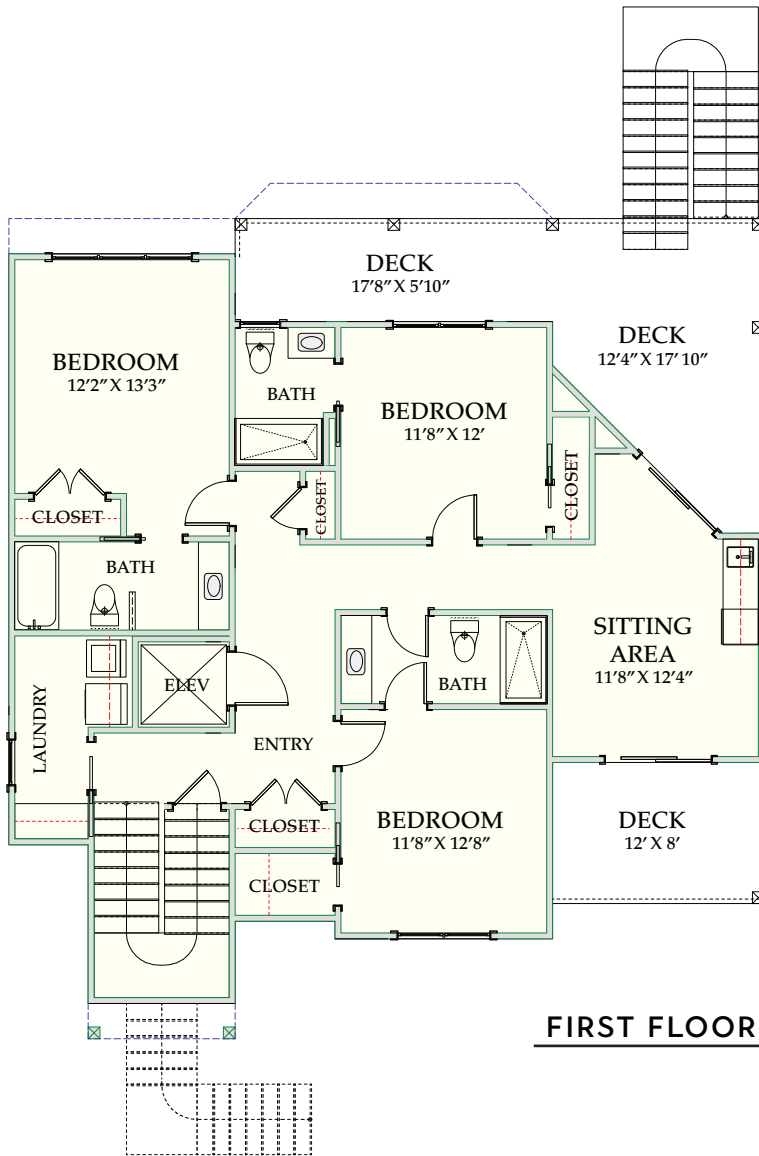 DECK
17'8" X 5'10"
DECK
12'4" X 17' 10"
BEDROOM
12'2" X 13'3"
BATH
BEDROOM
11'8" X 12'
CLOSET
CLOSET
CLOSET
BATH
SITTING
AREA
11'8" X 12'4"
ELEV
BATH
LAUNDRY
ENTRY
CLOSET
BEDROOM
11'8" X 12'8"
DECK
12' X 8'
CLOSET
FIRST FLOOR